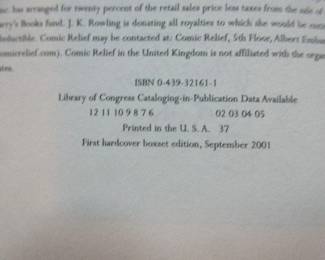 has arranged for twenty percent of the retail sales price less taxes from the sale of
Books fund. J. K. Rowling is donating all royalties to which she would be
deductible. Comic Relief may be contacted at: Comic Relief, 5th Floor, Albert
comicrelief.com). Comic Relief in the United Kingdom is not affiliated with the
ISBN 0-439-32161-1
Library of Congress Cataloging-in-Publication Data Available
12 11 10 9 8 7 6 02 03 04 05
Printed in the U. S. A. 37
First hardcover boxset edition, September 2001